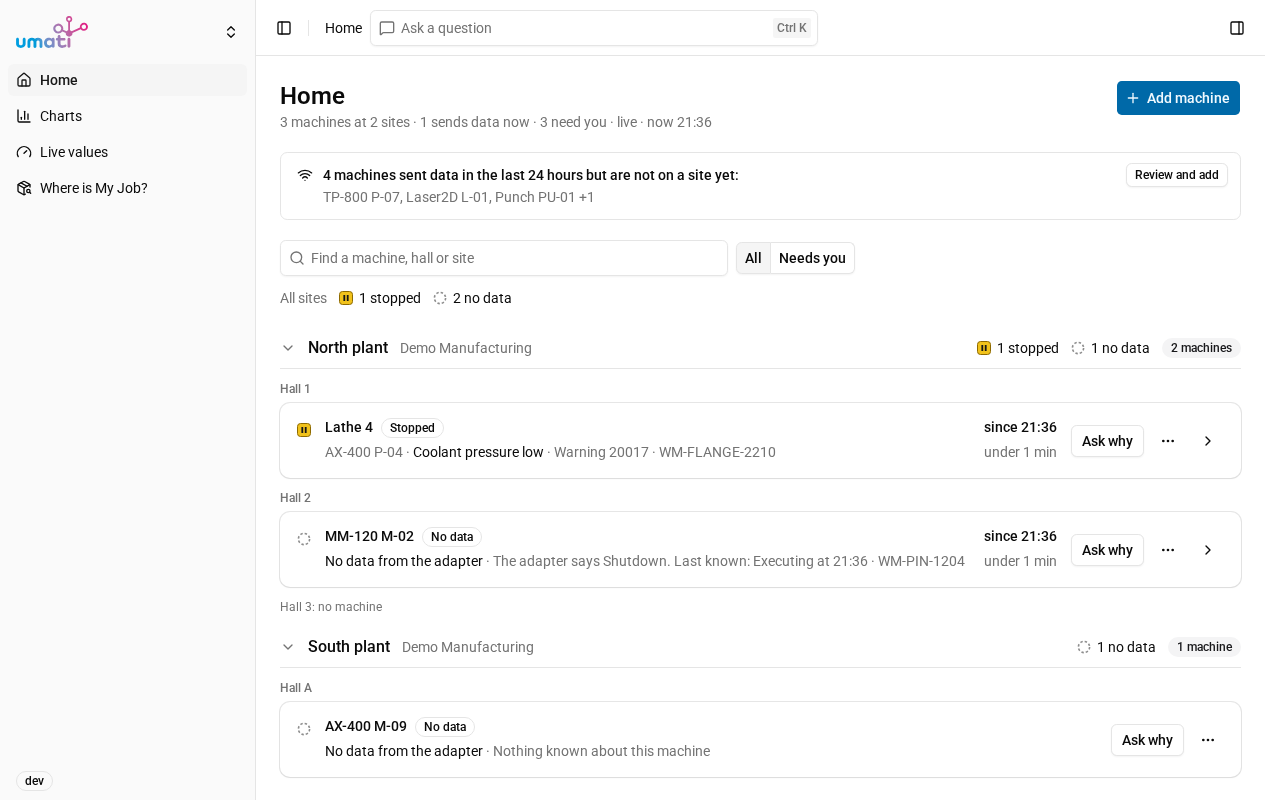 umati
Home
Charts
Live values
Where is My Job?
dev
Home
Ask a question
Ctrl K
Home
3 machines at 2 sites · 1 sends data now · 3 need you · live · now 21:36
Add machine
4 machines sent data in the last 24 hours but are not on a site yet:
TP-800 P-07, Laser2D L-01, Punch PU-01 +1
Review and add
Find a machine, hall or site
All
Needs you
All sites
1 stopped
2 no data
North plant
Demo Manufacturing
1 stopped
1 no data
2 machines
Hall 1
Lathe 4
Stopped
AX-400 P-04 · Coolant pressure low · Warning 20017 · WM-FLANGE-2210
since 21:36
under 1 min
Ask why
Hall 2
MM-120 M-02
No data
No data from the adapter · The adapter says Shutdown. Last known: Executing at 21:36 · WM-PIN-1204
since 21:36
under 1 min
Ask why
Hall 3: no machine
South plant
Demo Manufacturing
1 no data
1 machine
Hall A
AX-400 M-09
No data
No data from the adapter · Nothing known about this machine
Ask why